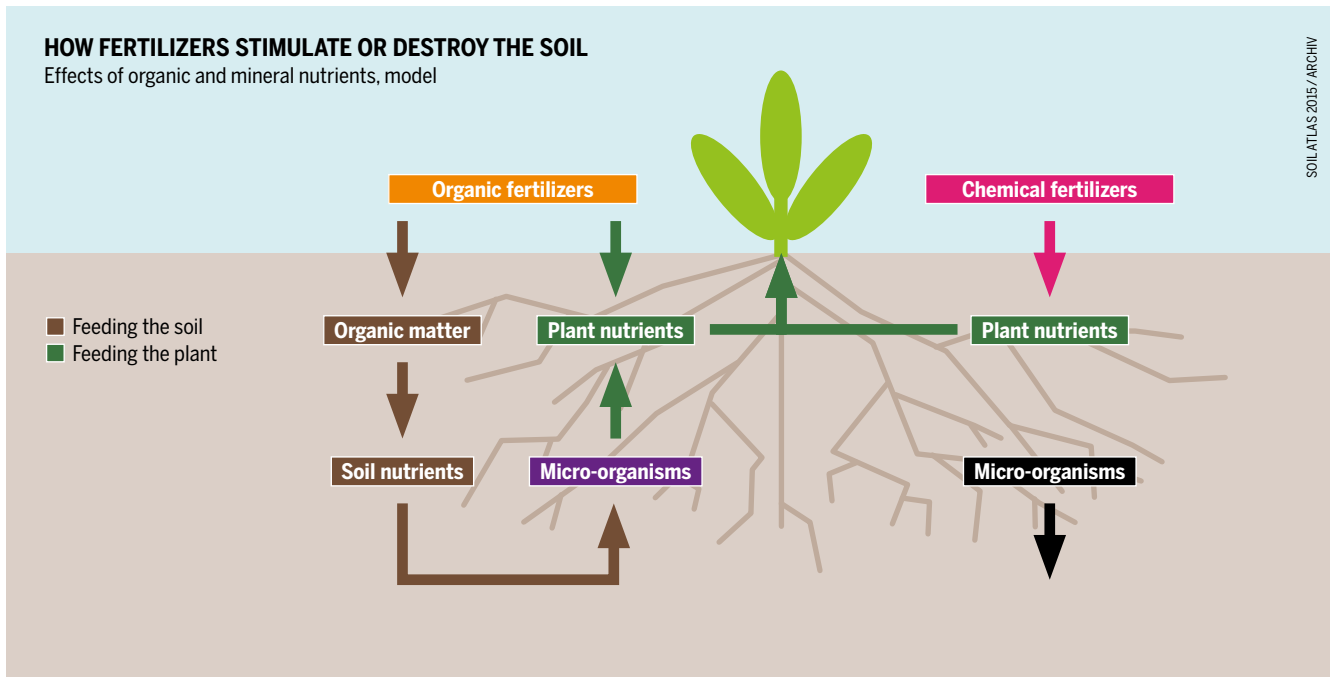 HOW FERTILIZERS STIMULATE OR DESTROY THE SOIL
Effects of organic and mineral nutrients, model
SOIL ATLAS 2015 / ARCHIV
Organic fertilizers
Chemical fertilizers
Feeding the soil
Feeding the plant
Organic matter
Plant nutrients
Plant nutrients
Soil nutrients
Micro-organisms
Micro-organisms